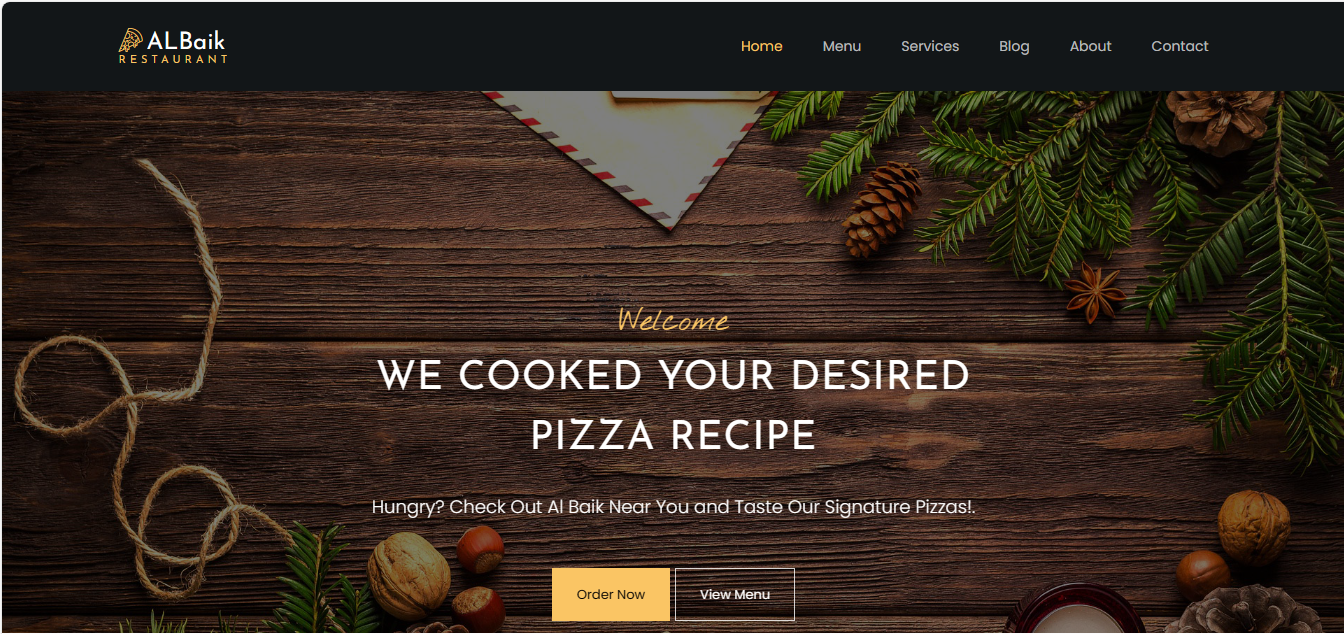 ALBaik
RESTAURANT
Home Menu Services Blog About Contact
Welcome
WE COOKED YOUR DESIRED
PIZZA RECIPE
Hungry? Check Out Al Baik Near You and Taste Our Signature Pizzas!.
Order Now View Menu